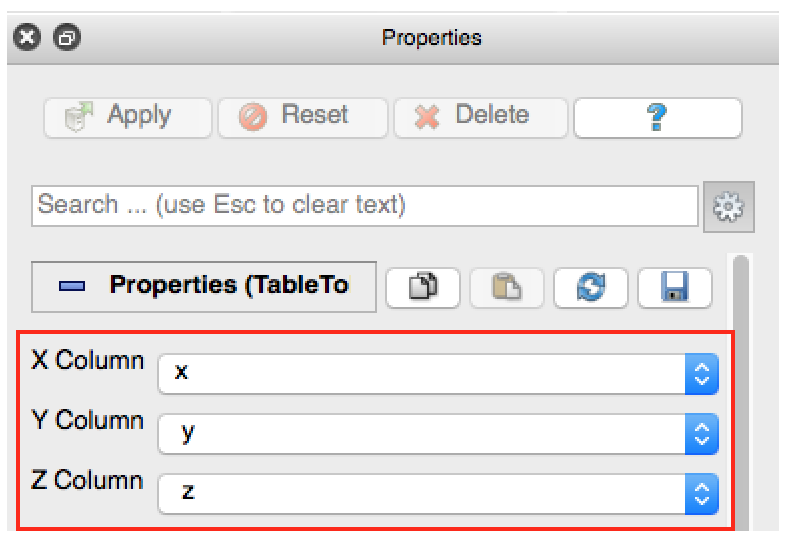 Properties
Apply Reset Delete ?
Search ... (use Esc to clear text)
Properties (TableTo
X Column x
Y Column y
Z Column z